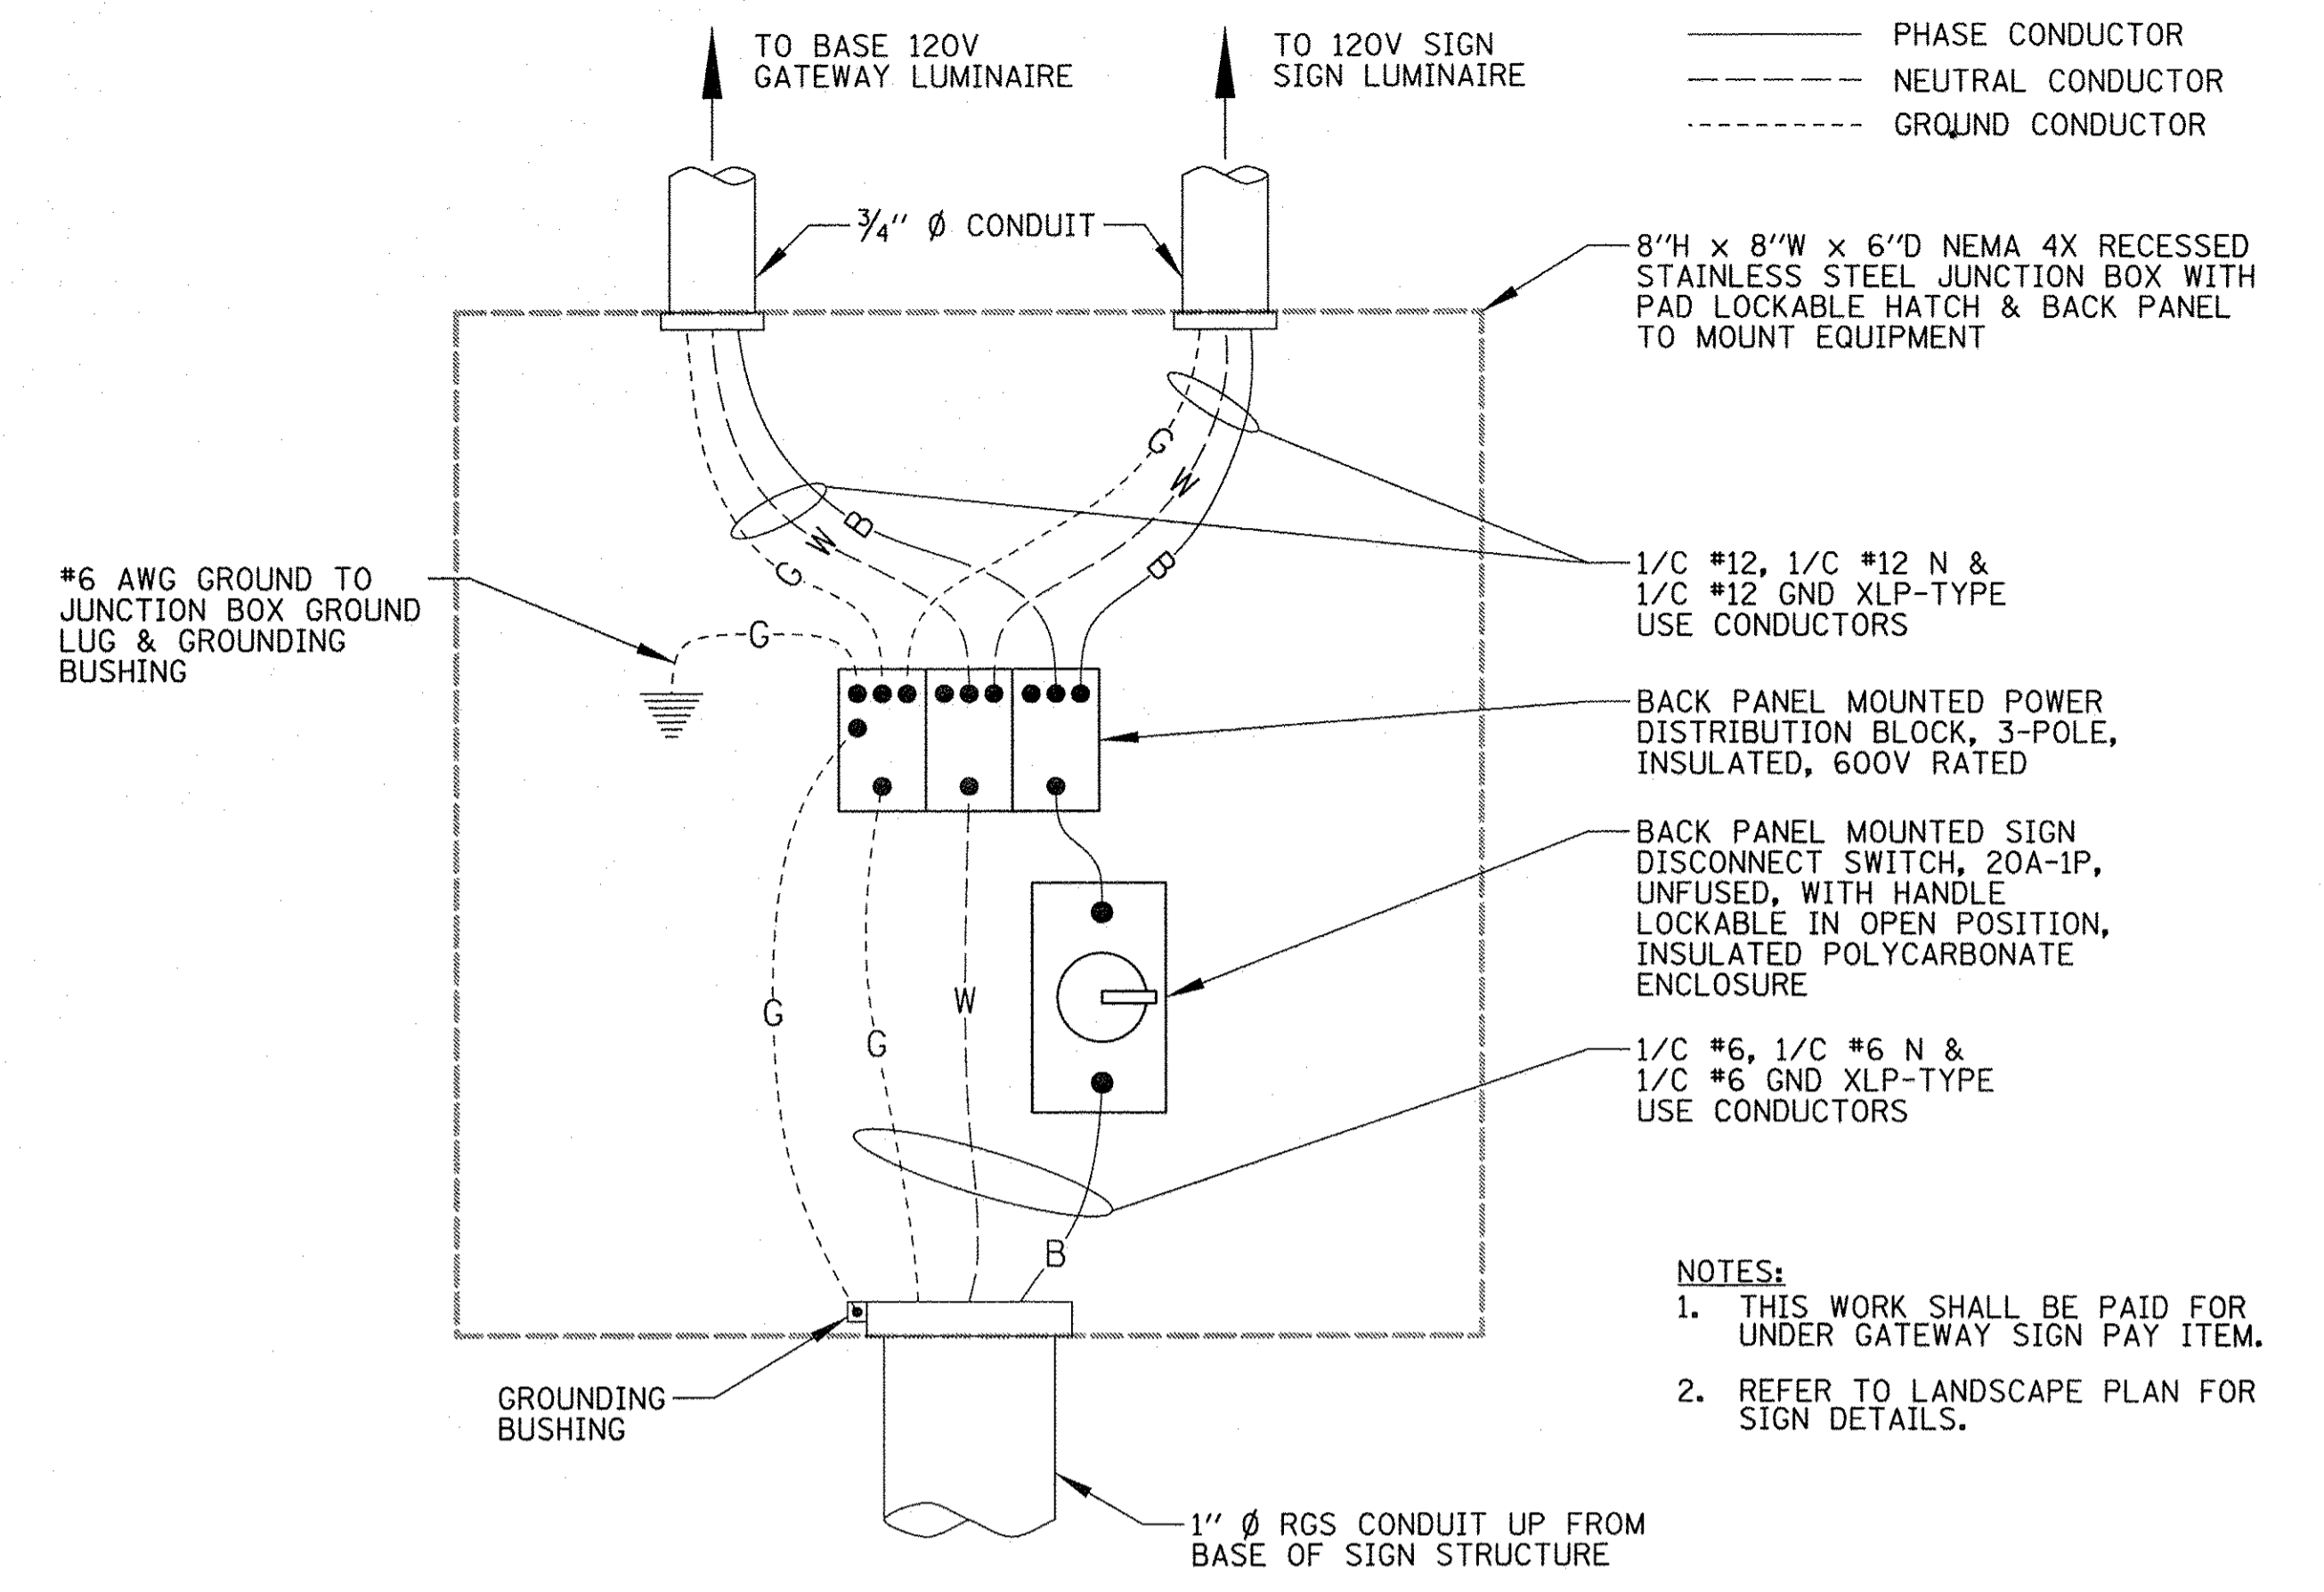 TO BASE 120V
GATEWAY LUMINAIRE
TO 120V SIGN
SIGN LUMINAIRE
PHASE CONDUCTOR
NEUTRAL CONDUCTOR
GROUND CONDUCTOR
3/4" Ø CONDUIT
8"H x 8"W x 6"D NEMA 4X RECESSED
STAINLESS STEEL JUNCTION BOX WITH
PAD LOCKABLE HATCH & BACK PANEL
TO MOUNT EQUIPMENT
G
W
B
W
G
B
#6 AWG GROUND TO
JUNCTION BOX GROUND
LUG & GROUNDING
BUSHING
G
1/C #12, 1/C #12 N &
1/C #12 GND XLP-TYPE
USE CONDUCTORS
BACK PANEL MOUNTED POWER
DISTRIBUTION BLOCK, 3-POLE,
INSULATED, 600V RATED
BACK PANEL MOUNTED SIGN
DISCONNECT SWITCH, 20A-1P,
UNFUSED, WITH HANDLE
LOCKABLE IN OPEN POSITION,
INSULATED POLYCARBONATE
ENCLOSURE
G
G
W
B
1/C #6, 1/C #6 N &
1/C #6 GND XLP-TYPE
USE CONDUCTORS
NOTES:
1. THIS WORK SHALL BE PAID FOR
UNDER GATEWAY SIGN PAY ITEM.
2. REFER TO LANDSCAPE PLAN FOR
SIGN DETAILS.
GROUNDING
BUSHING
1" Ø RGS CONDUIT UP FROM
BASE OF SIGN STRUCTURE